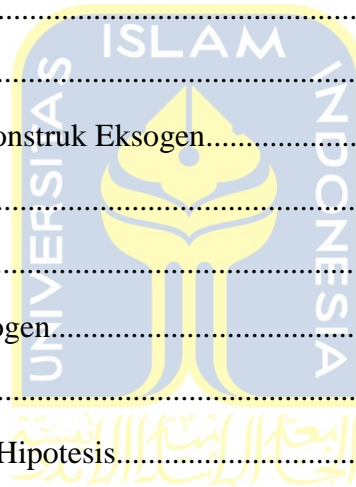 ................................................
ISLAM
................................................
onstruk Eksogen......................
................................................
................................................
ogen................................................
................................................
Hipotesis................................
UNIVERSITAS
INDONESIA